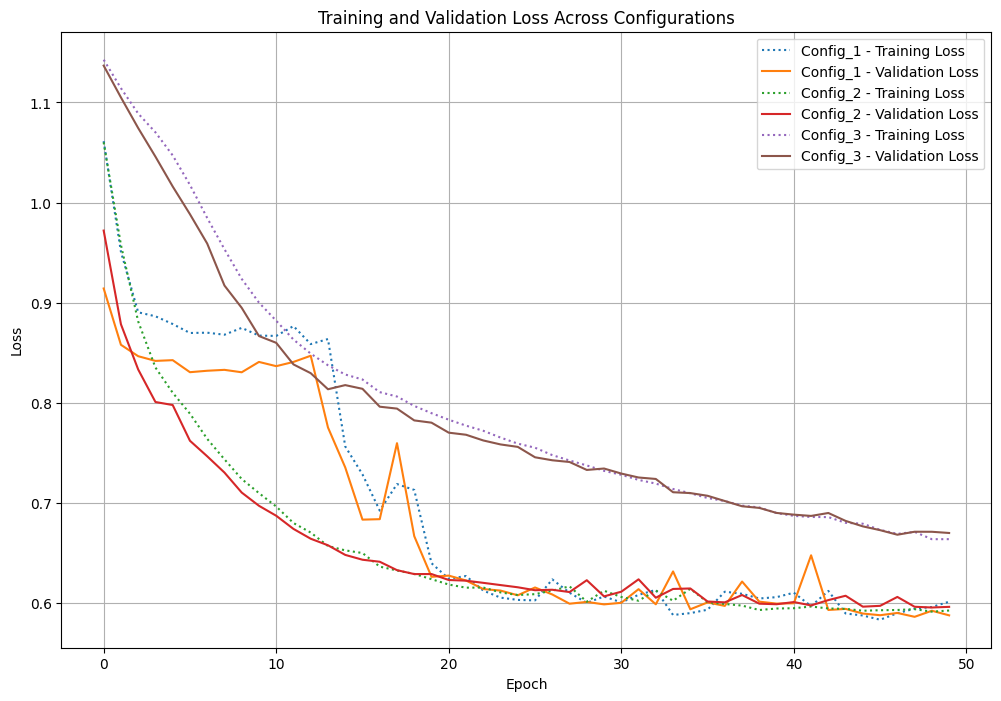 Training and Validation Loss Across Configurations
Config_1 - Training Loss
Config_1 - Validation Loss
Config_2 - Training Loss
Config_2 - Validation Loss
Config_3 - Training Loss
Config_3 - Validation Loss
Loss
1.1
1.0
0.9
0.8
0.7
0.6
0
10
20
30
40
50
Epoch